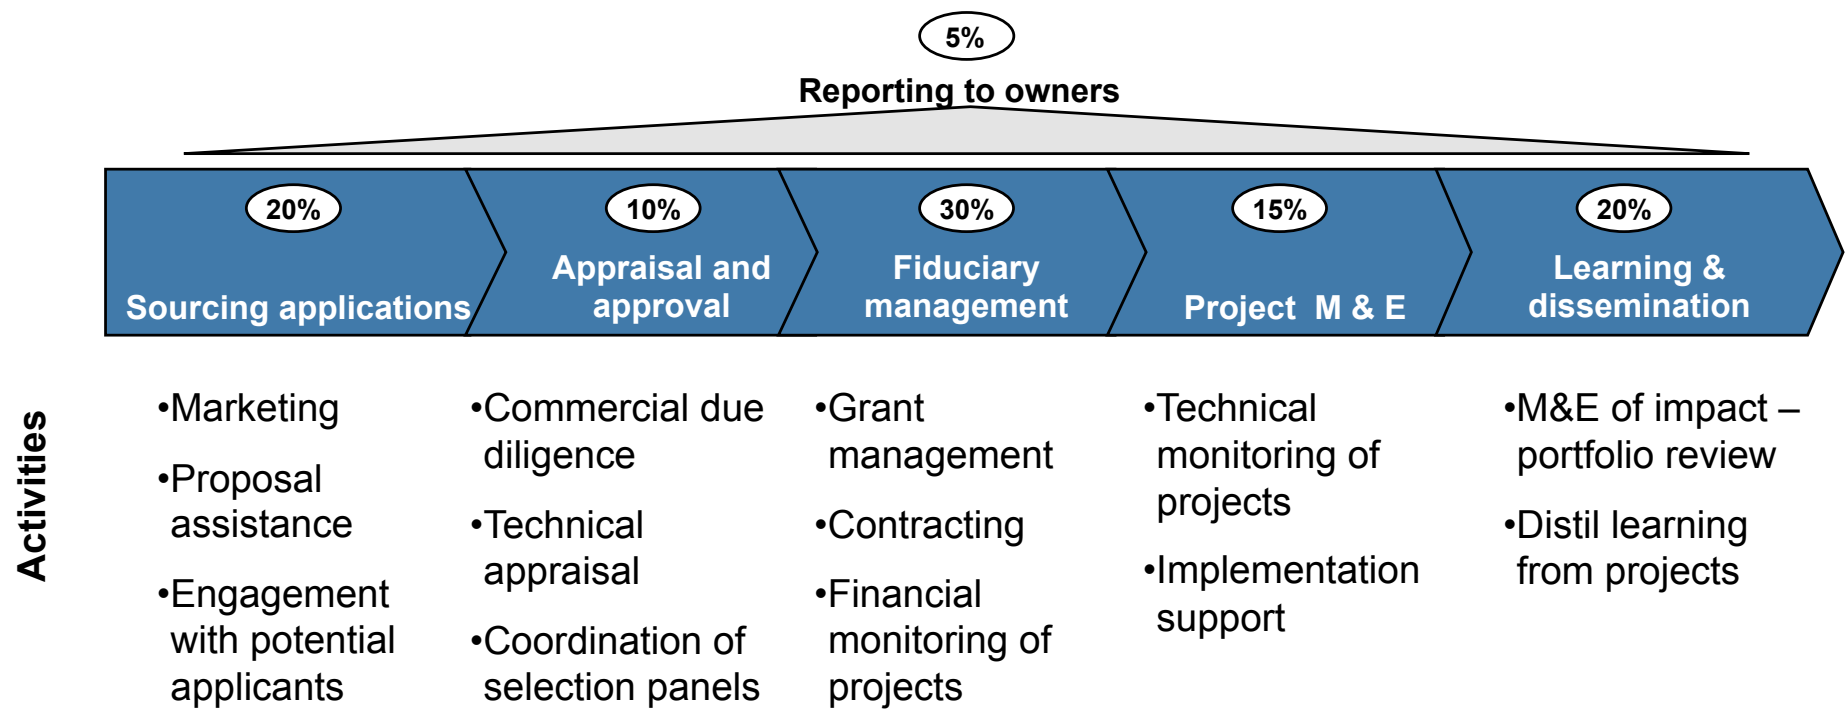 5%
Reporting to owners
20%
Sourcing applications
10%
Appraisal and
approval
30%
Fiduciary
management
15%
Project M & E
20%
Learning &
dissemination
Activities
•Marketing
•Proposal
assistance
•Engagement
with potential
applicants
•Commercial due
diligence
•Technical
appraisal
•Coordination of
selection panels
•Grant
management
•Contracting
•Financial
monitoring of
projects
•Technical
monitoring of
projects
•Implementation
support
•M&E of impact –
portfolio review
•Distil learning
from projects